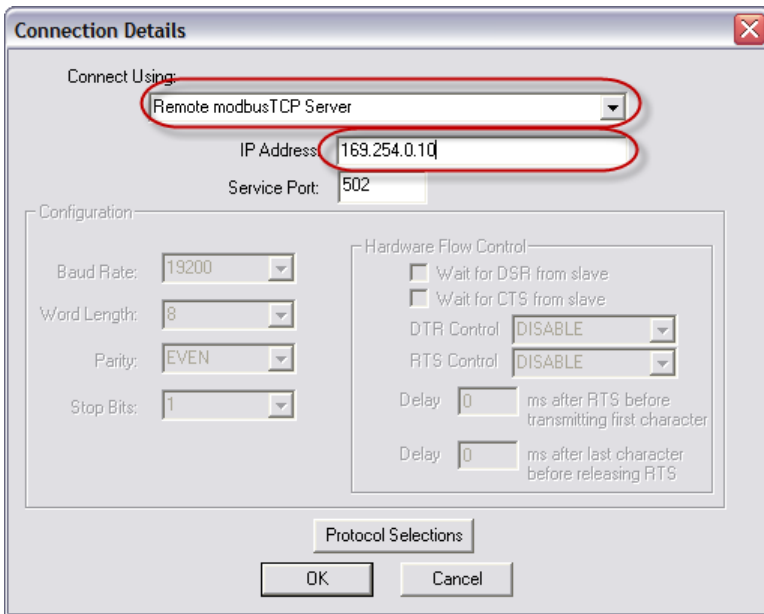 Connection Details
Connect Using:
Remote modbusTCP Server
IP Address: 169.254.0.10
Service Port: 502
Configuration
Baud Rate: 19200
Word Length: 8
Parity: EVEN
Stop Bits: 1
Hardware Flow Control
Wait for DSR from slave
Wait for CTS from slave
DTR Control DISABLE
RTS Control DISABLE
Delay 0 ms after RTS before
transmitting first character
Delay 0 ms after last character
before releasing RTS
Protocol Selections
OK Cancel